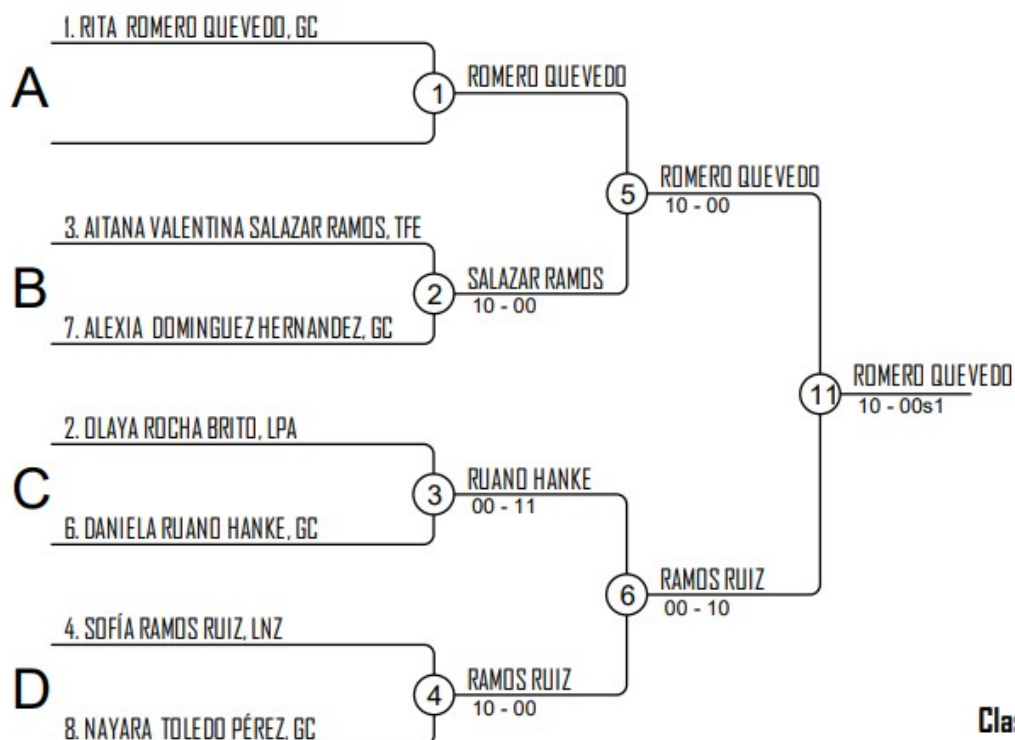 1. RITA ROMERO QUEVEDO, GC
A
1
ROMERO QUEVEDO
5
ROMERO QUEVEDO
10 - 00
3. AITANA VALENTINA SALAZAR RAMOS, TFE
B
2
SALAZAR RAMOS
10 - 00
7. ALEXIA DOMINGUEZ HERNANDEZ, GC
11
ROMERO QUEVEDO
10 - 00s1
2. OLAYA ROCHA BRITO, LPA
C
3
RUANO HANKE
00 - 11
6. DANIELA RUANO HANKE, GC
6
RAMOS RUIZ
00 - 10
4. SOFÍA RAMOS RUIZ, LNZ
D
4
RAMOS RUIZ
10 - 00
8. NAYARA TOLEDO PÉREZ, GC
Clas